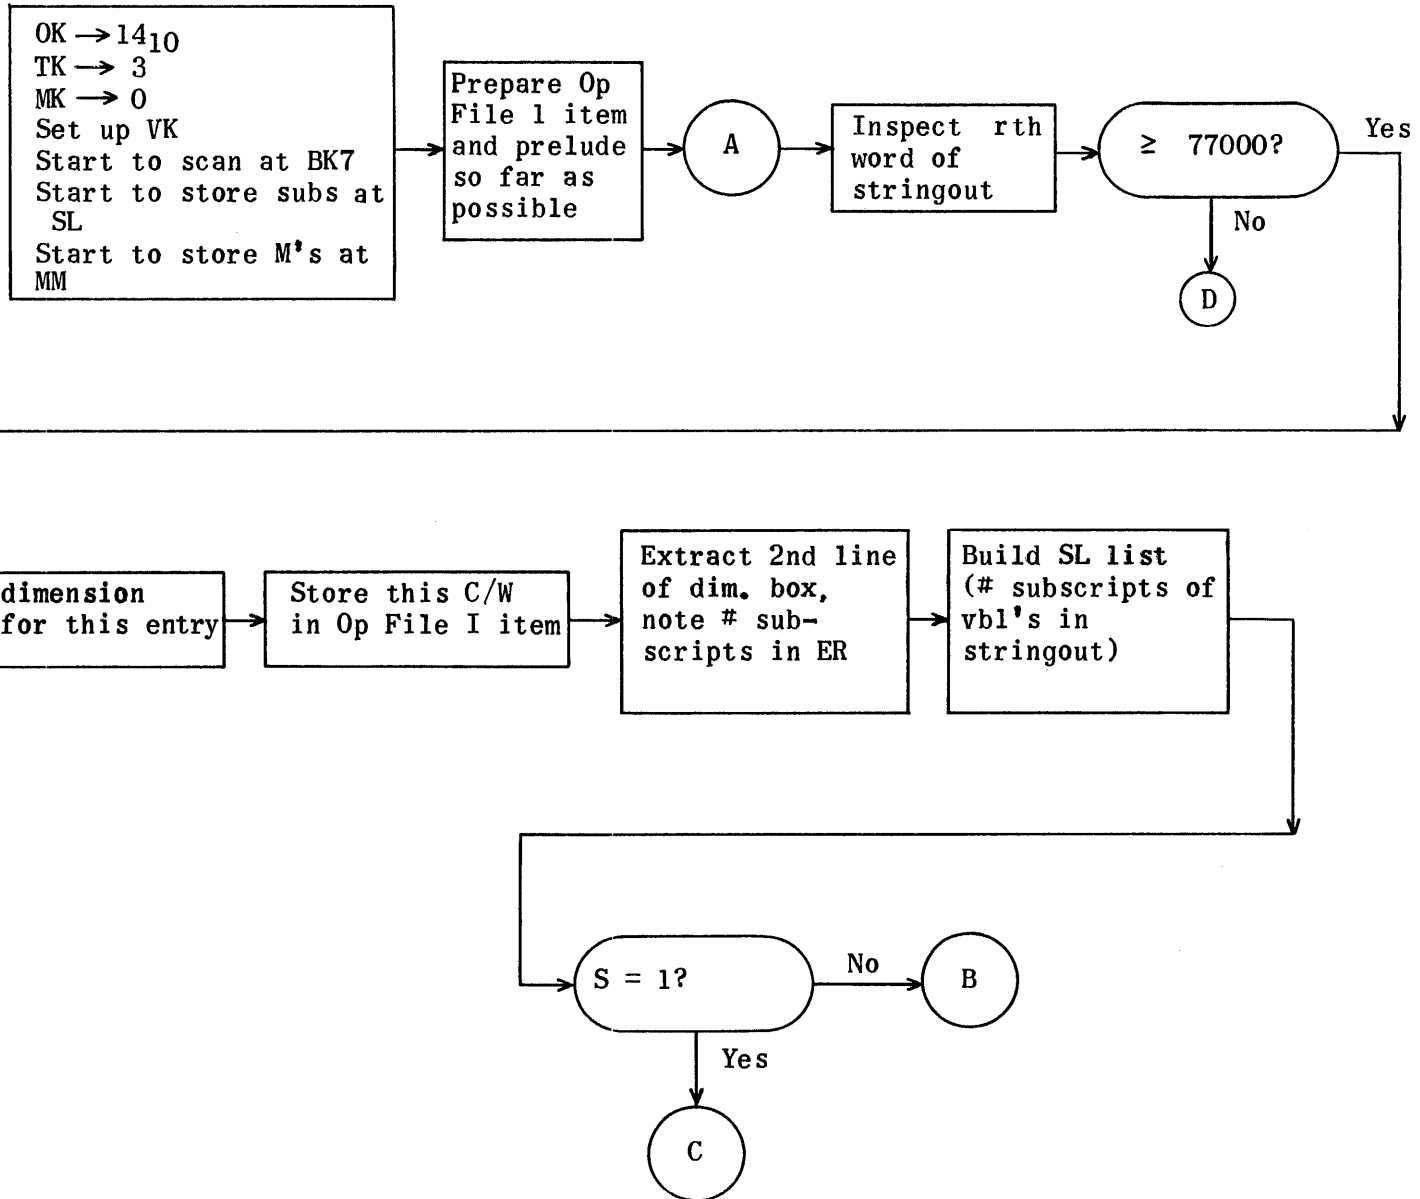 OK → 14₁₀
TK → 3
MK → 0
Set up VK
Start to scan at BK7
Start to store subs at
SL
Start to store M's at
MM
Prepare Op
File 1 item
and prelude
so far as
possible
A
Inspect rth
word of
stringout
≥ 77000?
Yes
No
D
dimension
for this entry
Store this C/W
in Op File I item
Extract 2nd line
of dim. box,
note # sub-
scripts in ER
Build SL list
(# subscripts of
vbl's in
stringout)
S = 1?
No
B
Yes
C